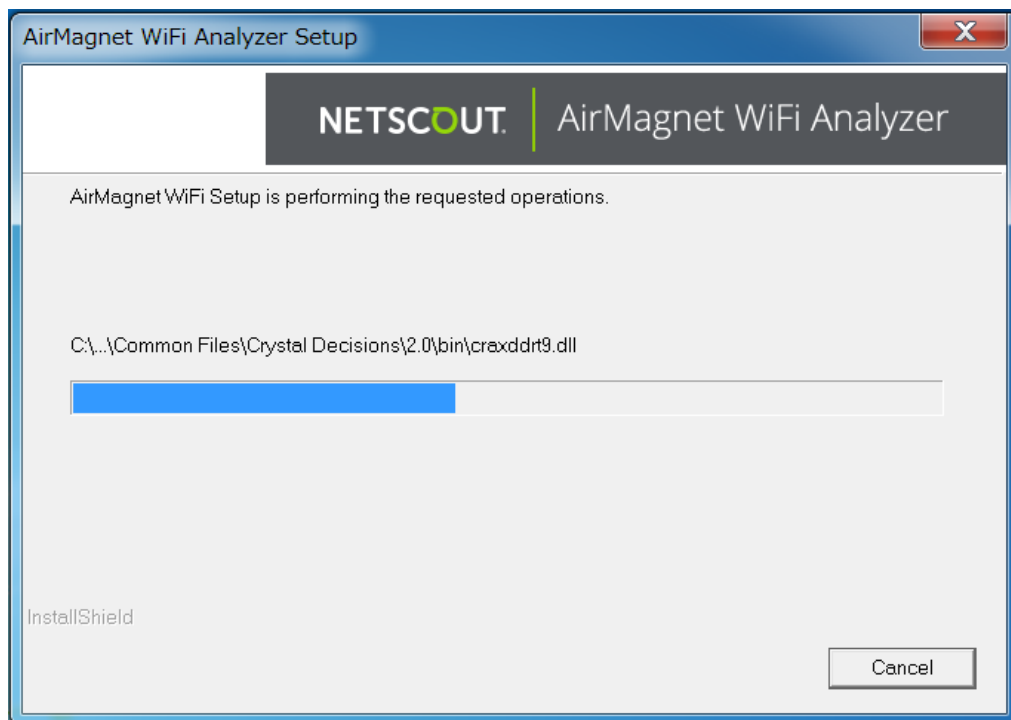 AirMagnet WiFi Analyzer Setup
X
NETSCOUT. | AirMagnet WiFi Analyzer
AirMagnet WiFi Setup is performing the requested operations.
C:\...\Common Files\Crystal Decisions\2.0\bin\craxddrt9.dll
InstallShield
Cancel